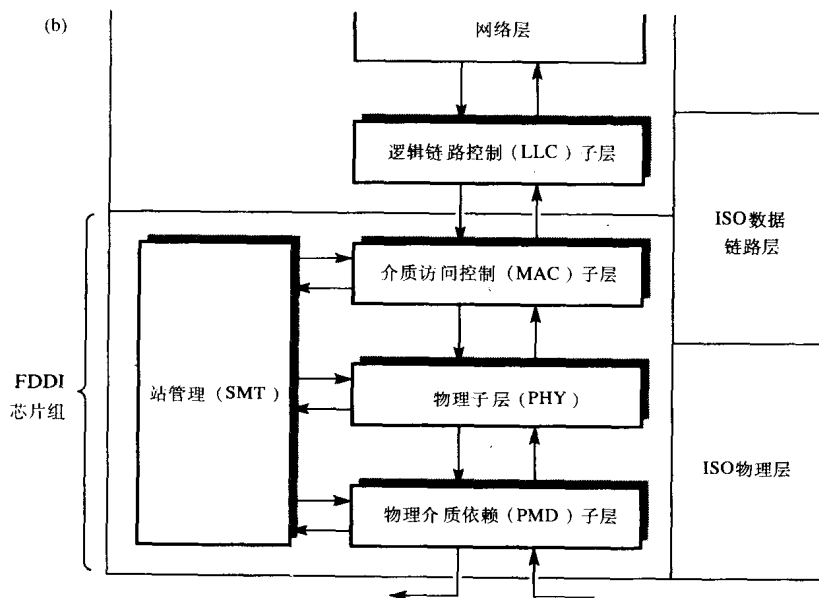 (b)
网络层
逻辑链路控制(LLC)子层
ISO数据
链路层
介质访问控制(MAC)子层
FDDI
芯片组
站管理(SMT)
物理子层(PHY)
ISO物理层
物理介质依赖(PMD)子层